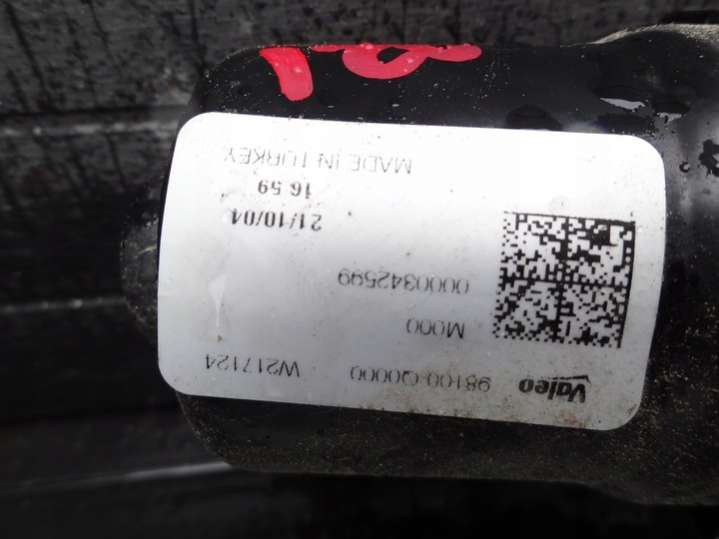 Valeo
98100-Q0000 W217124
M000
0000342599
21/10/04
16 59
MADE IN TURKEY